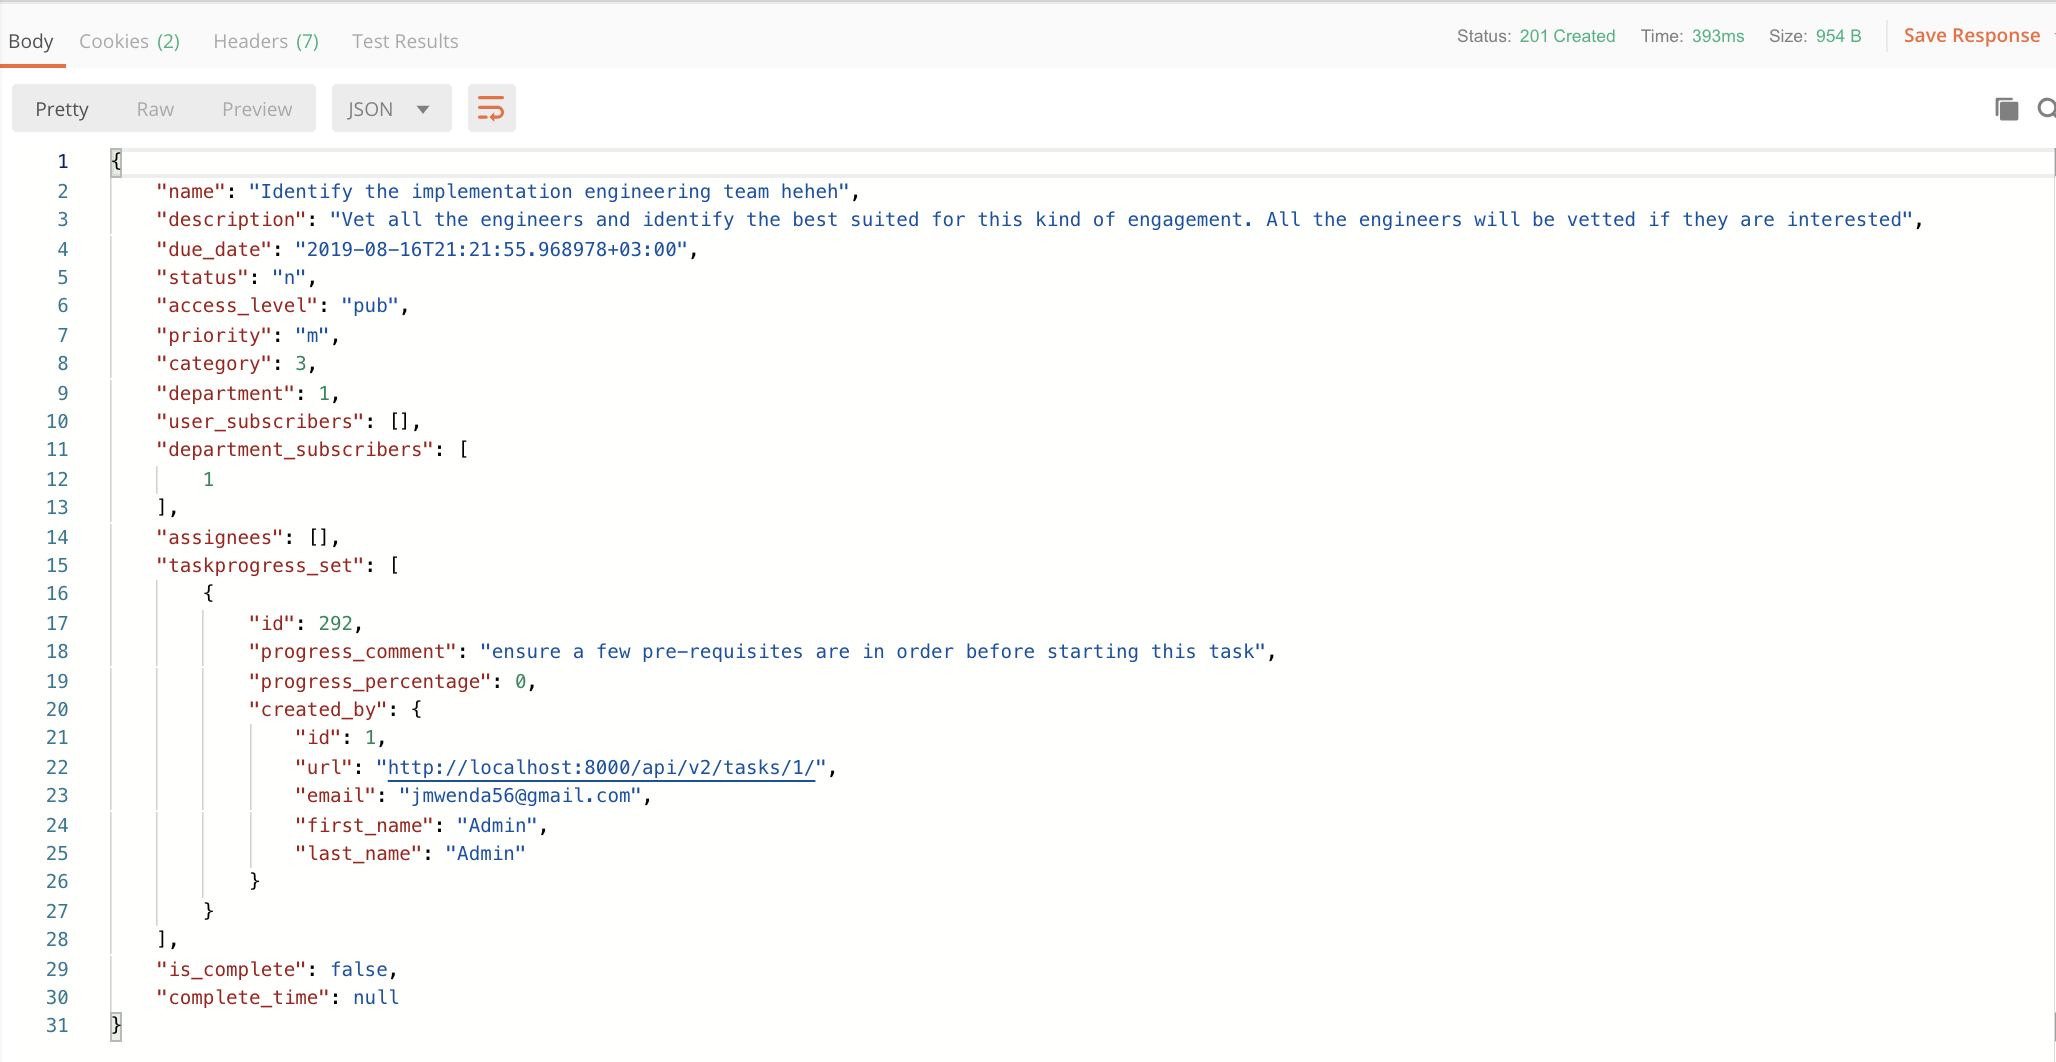 Body Cookies (2) Headers (7) Test Results Status: 201 Created Time: 393ms Size: 954 B Save Response
Pretty Raw Preview JSON
1 {
2 "name": "Identify the implementation engineering team heheh",
3 "description": "Vet all the engineers and identify the best suited for this kind of engagement. All the engineers will be vetted if they are interested",
4 "due_date": "2019-08-16T21:21:55.968978+03:00",
5 "status": "n",
6 "access_level": "pub",
7 "priority": "m",
8 "category": 3,
9 "department": 1,
10 "user_subscribers": [],
11 "department_subscribers": [
12 1
13 ],
14 "assignees": [],
15 "taskprogress_set": [
16 {
17 "id": 292,
18 "progress_comment": "ensure a few pre-requisites are in order before starting this task",
19 "progress_percentage": 0,
20 "created_by": {
21 "id": 1,
22 "url": "http://localhost:8000/api/v2/tasks/1/",
23 "email": "jmwenda56@gmail.com",
24 "first_name": "Admin",
25 "last_name": "Admin"
26 }
27 }
28 ],
29 "is_complete": false,
30 "complete_time": null
31 }